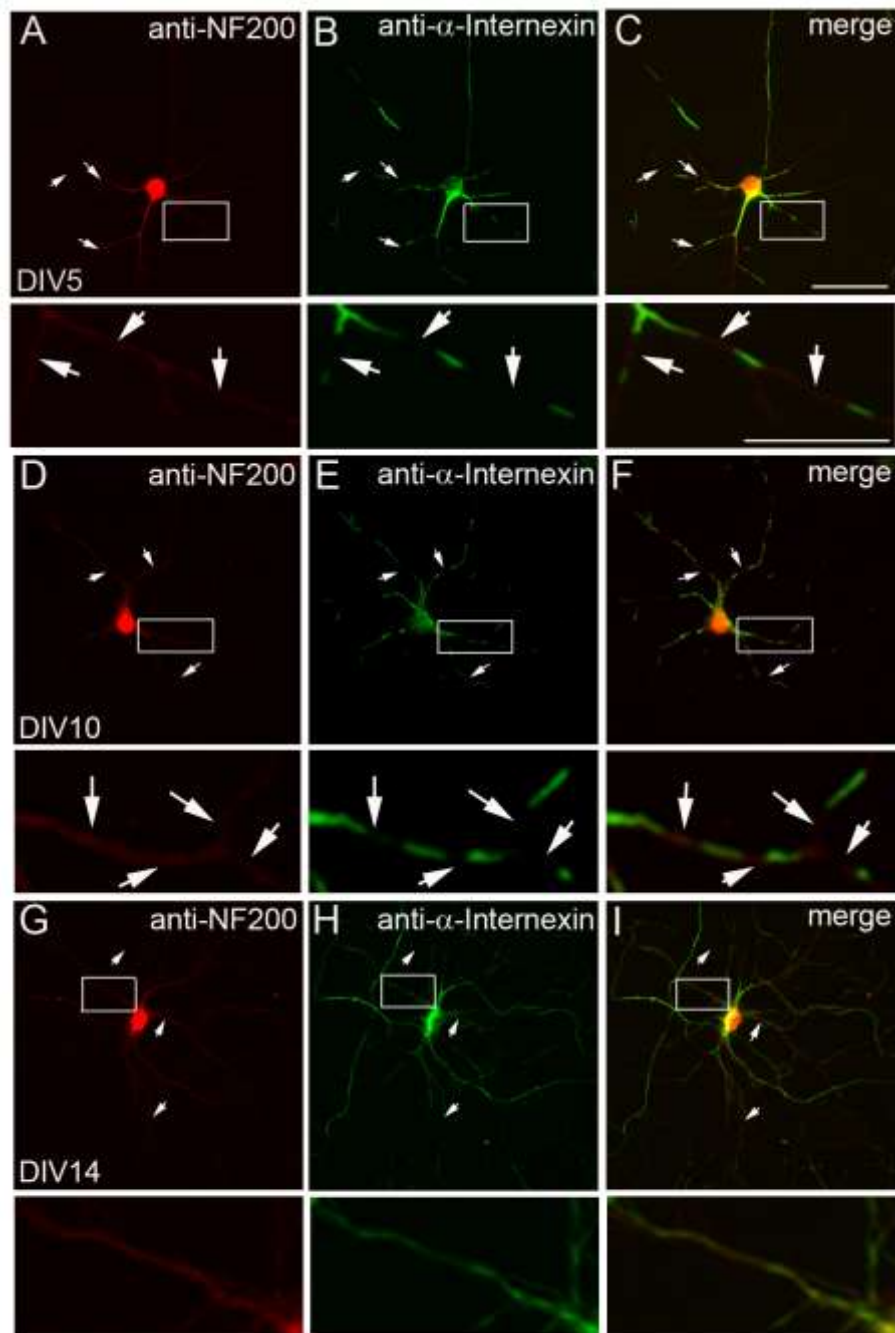 A anti-NF200 B anti-α-Internexin C merge
DIV5
D anti-NF200 E anti-α-Internexin F merge
DIV10
G anti-NF200 H anti-α-Internexin I merge
DIV14